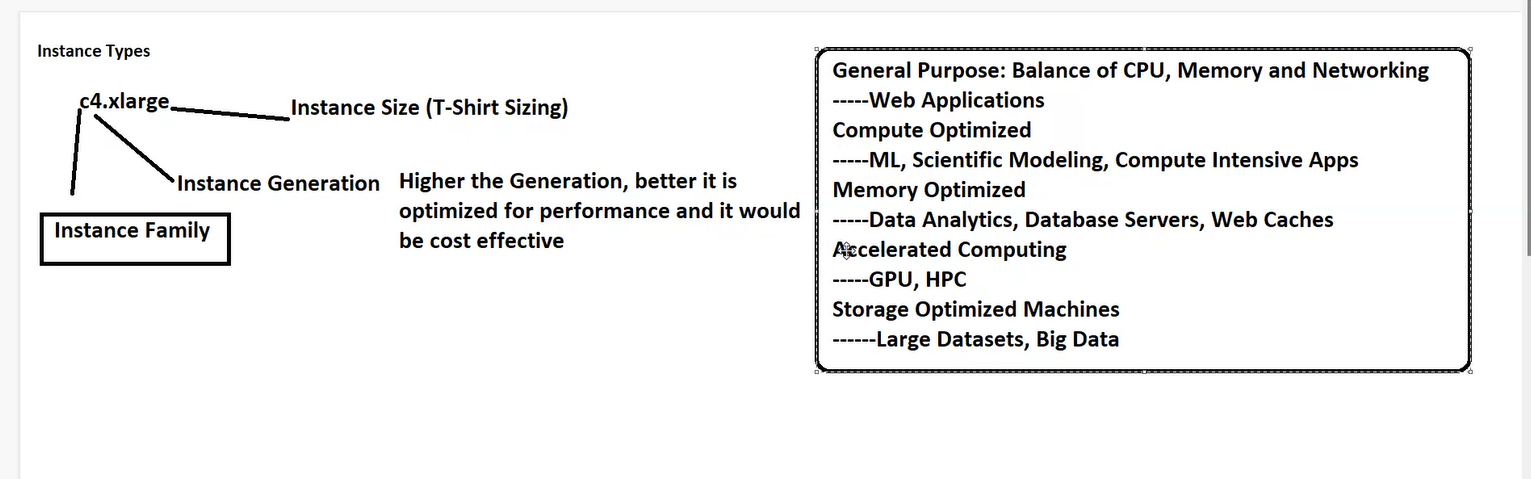 Instance Types
c4.xlarge
Instance Size (T-Shirt Sizing)
Instance Generation
Higher the Generation, better it is
optimized for performance and it would
be cost effective
Instance Family
General Purpose: Balance of CPU, Memory and Networking
-----Web Applications
Compute Optimized
-----ML, Scientific Modeling, Compute Intensive Apps
Memory Optimized
-----Data Analytics, Database Servers, Web Caches
Accelerated Computing
-----GPU, HPC
Storage Optimized Machines
------Large Datasets, Big Data